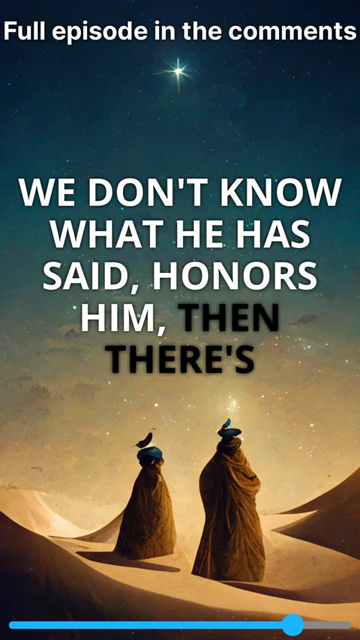 Full episode in the comments
WE DON'T KNOW
WHAT HE HAS
SAID, HONORS
HIM, THEN
THERE'S